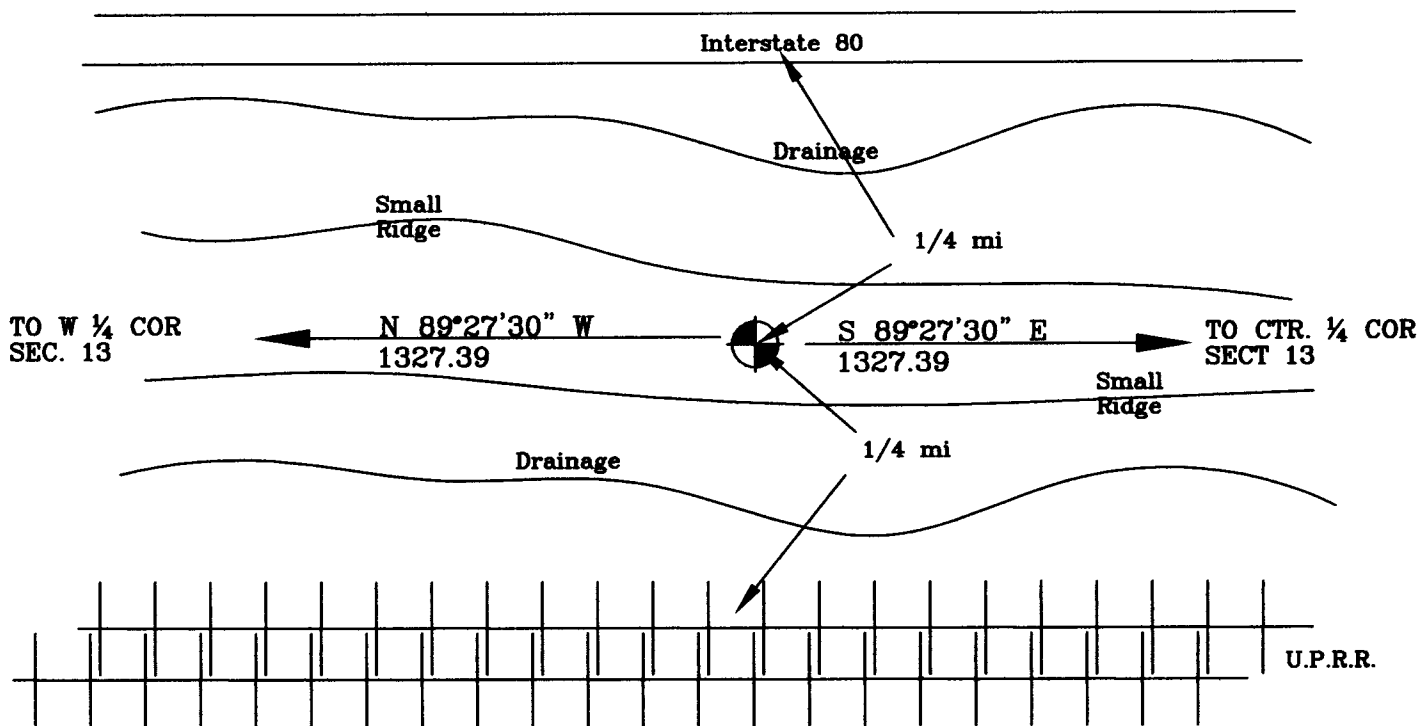 Interstate 80
Drainage
Small
Ridge
1/4 mi
TO W ¼ COR
SEC. 13
N 89°27'30" W
1327.39
S 89°27'30" E
1327.39
TO CTR. ¼ COR
SECT 13
Small
Ridge
1/4 mi
Drainage
U.P.R.R.